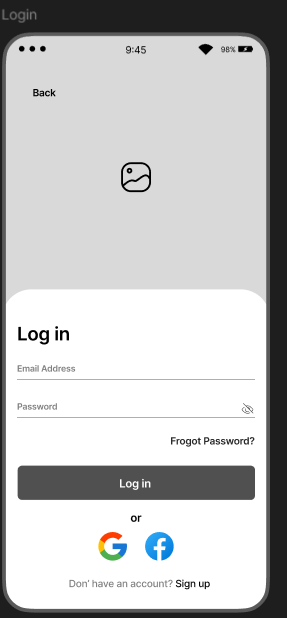 Login
9:45
98%
Back
Log in
Email Address
Password
Frogot Password?
Log in
or
Don' have an account? Sign up